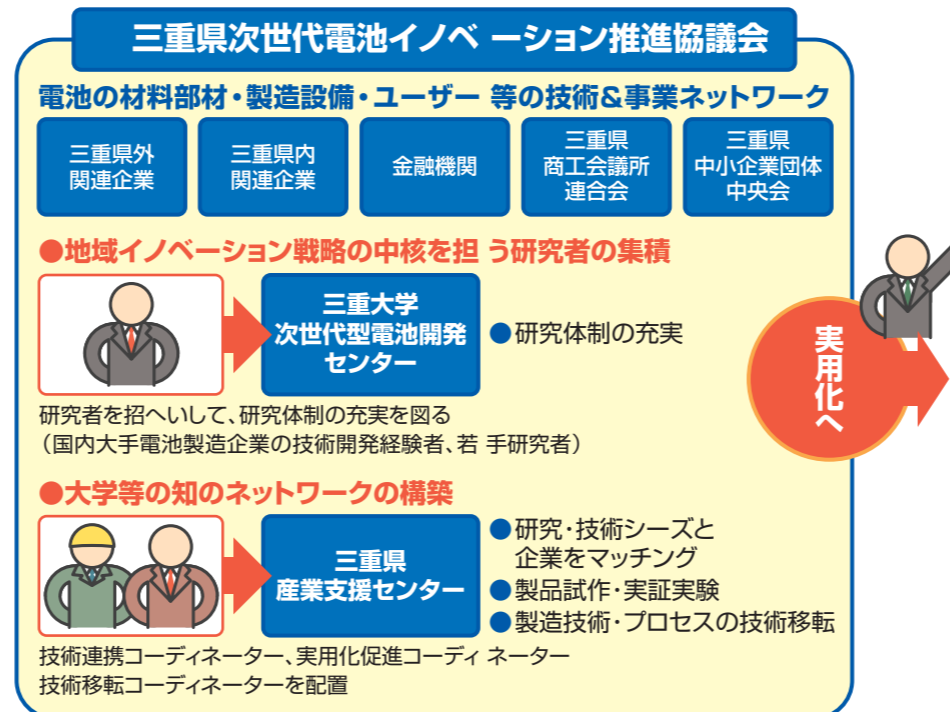 三重県次世代電池イノベーション推進協議会
電池の材料部材・製造設備・ユーザー等の技術&事業ネットワーク
三重県外
関連企業
三重県内
関連企業
金融機関
三重県
商工会議所
連合会
三重県
中小企業団体
中央会
●地域イノベーション戦略の中核を担う研究者の集積
三重大学
次世代型電池開発
センター
●研究体制の充実
研究者を招へいして、研究体制の充実を図る
（国内大手電池製造企業の技術開発経験者、若手研究者）
実用化へ
●大学等の知のネットワークの構築
三重県
産業支援センター
●研究・技術シーズと
企業をマッチング
●製品試作・実証実験
●製造技術・プロセスの技術移転
技術連携コーディネーター、実用化促進コーディネーター
技術移転コーディネーターを配置